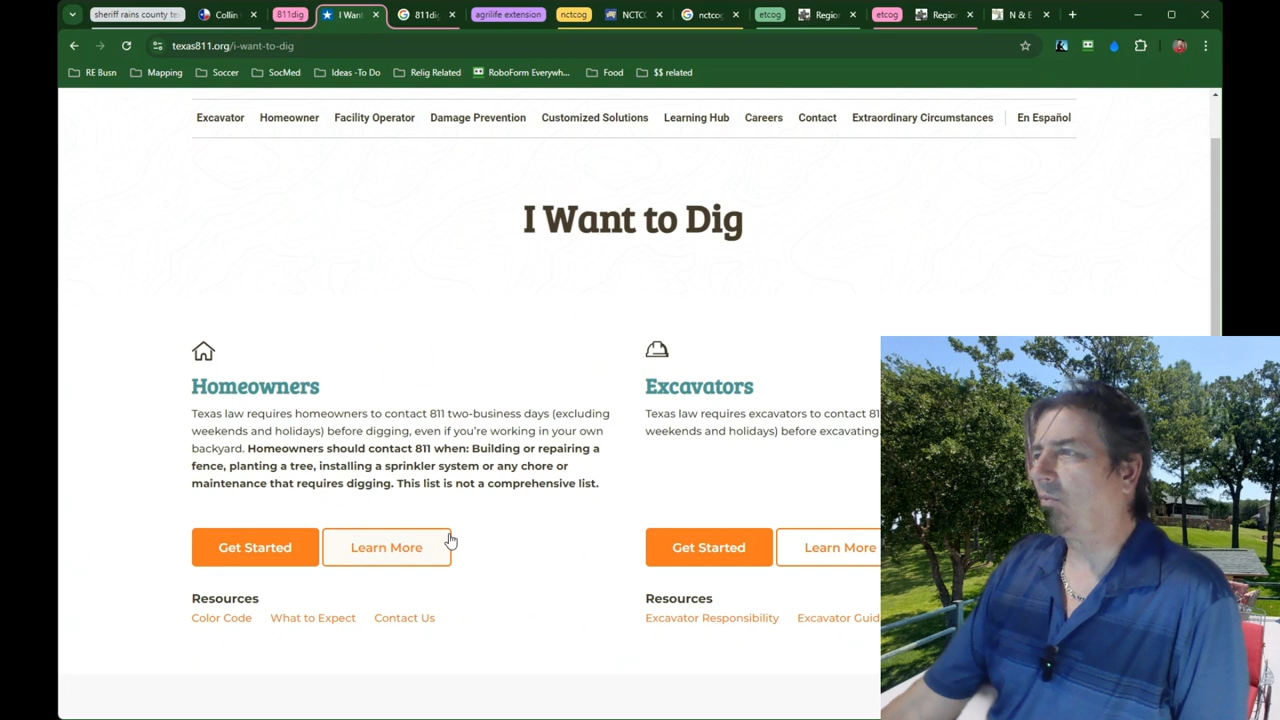 sheriff rains county te
Collin
811dig
I Want
811di
agrilife extension
nctcog
NCTC
nctco
etcog
Region
etcog
Region
N & E
texas811.org/i-want-to-dig
RE Busn
Mapping
Soccer
SocMed
Ideas -To Do
Relig Related
RoboForm Everywh...
Food
$$ related
Excavator Homeowner Facility Operator Damage Prevention Customized Solutions Learning Hub Careers Contact Extraordinary Circumstances En Español
I Want to Dig
Homeowners
Texas law requires homeowners to contact 811 two-business days (excluding
weekends and holidays) before digging, even if you're working in your own
backyard. Homeowners should contact 811 when: Building or repairing a
fence, planting a tree, installing a sprinkler system or any chore or
maintenance that requires digging. This list is not a comprehensive list.
Get Started
Learn More
Resources
Color Code What to Expect Contact Us
Excavators
Texas law requires excavators to contact 81
weekends and holidays) before excavating.
Get Started
Learn More
Resources
Excavator Responsibility Excavator Guid